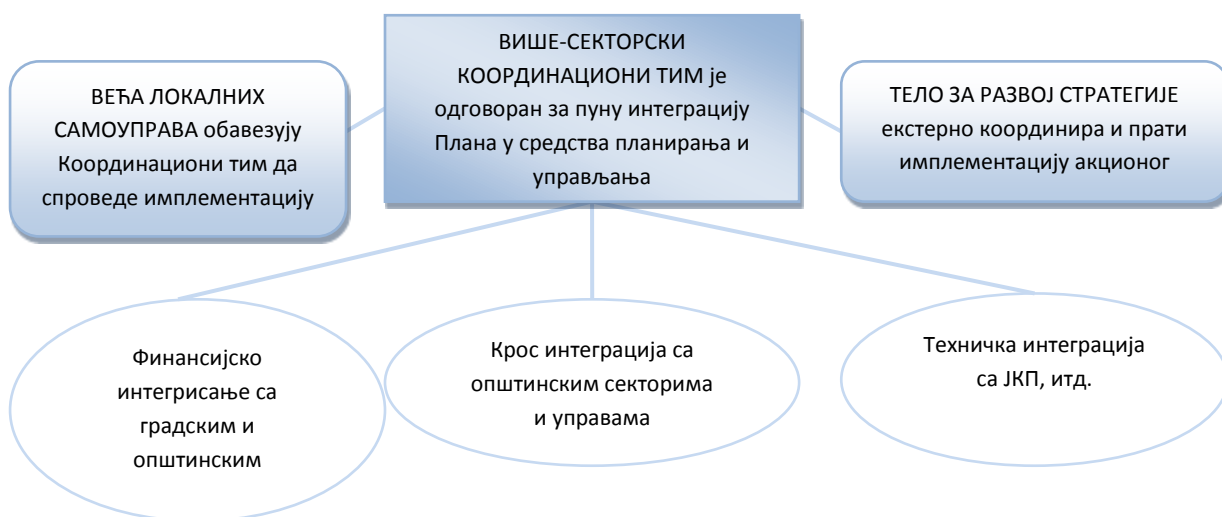 ВЕЋА ЛОКАЛНИХ
САМОУПРАВА обавезују
Координациони тим да
спроведе имплементацију
ВИШЕ-СЕКТОРСКИ
КООРДИНАЦИОНИ ТИМ је
одговоран за пуну интеграцију
Плана у средства планирања и
управљања
ТЕЛО ЗА РАЗВОЈ СТРАТЕГИЈЕ
екстерно координира и прати
имплементацију акционог
Финансијско
интегрисање са
градским и
општинским
Крос интеграција са
општинским секторима
и управама
Техничка интеграција
са ЈКП, итд.